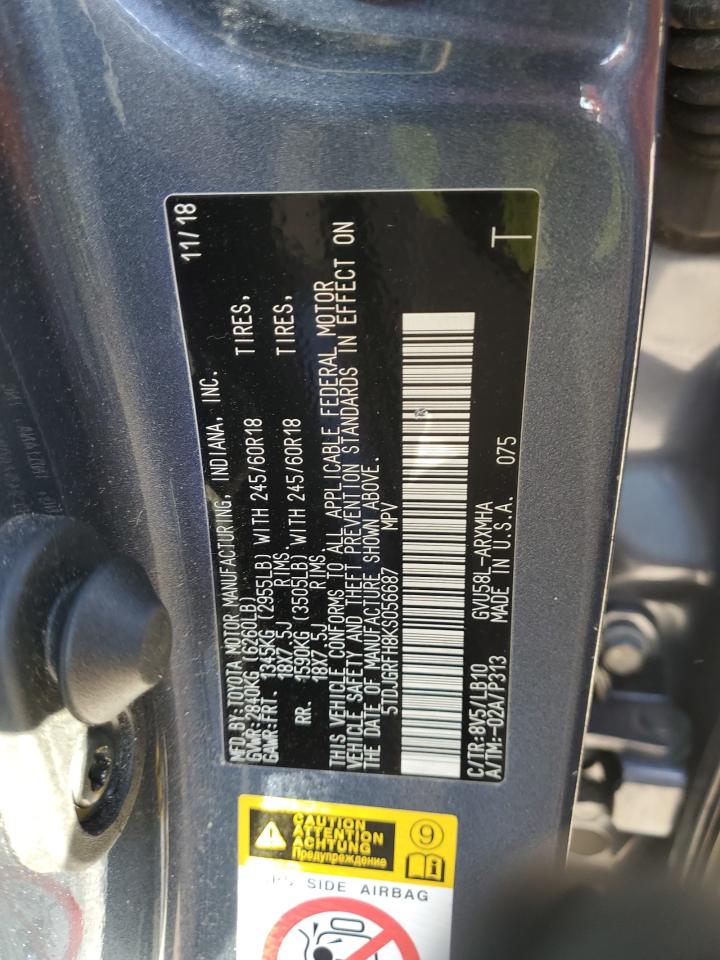 MFD.BY:TOYOTA MOTOR MANUFACTURING, INDIANA, INC. 11/18
GVWR:2840KG (6260LB)
GAWR:FRT. 1345KG (2955LB) WITH 245/60R18 TIRES,
18X7.5J RIMS
RR. 1590KG (3505LB) WITH 245/60R18 TIRES,
18X7.5J RIMS
THIS VEHICLE CONFORMS TO ALL APPLICABLE FEDERAL MOTOR
VEHICLE SAFETY AND THEFT PREVENTION STANDARDS IN EFFECT ON
THE DATE OF MANUFACTURE SHOWN ABOVE.
5TDJGRFH8KS056687 MPV
C/TR:8V5/LB10 GVU58L-ARXMHA
A/TM:-02A/P313 MADE IN U.S.A. 075 T
CAUTION
ATTENTION
ACHTUNG
Предупреждение
9
SIDE AIRBAG